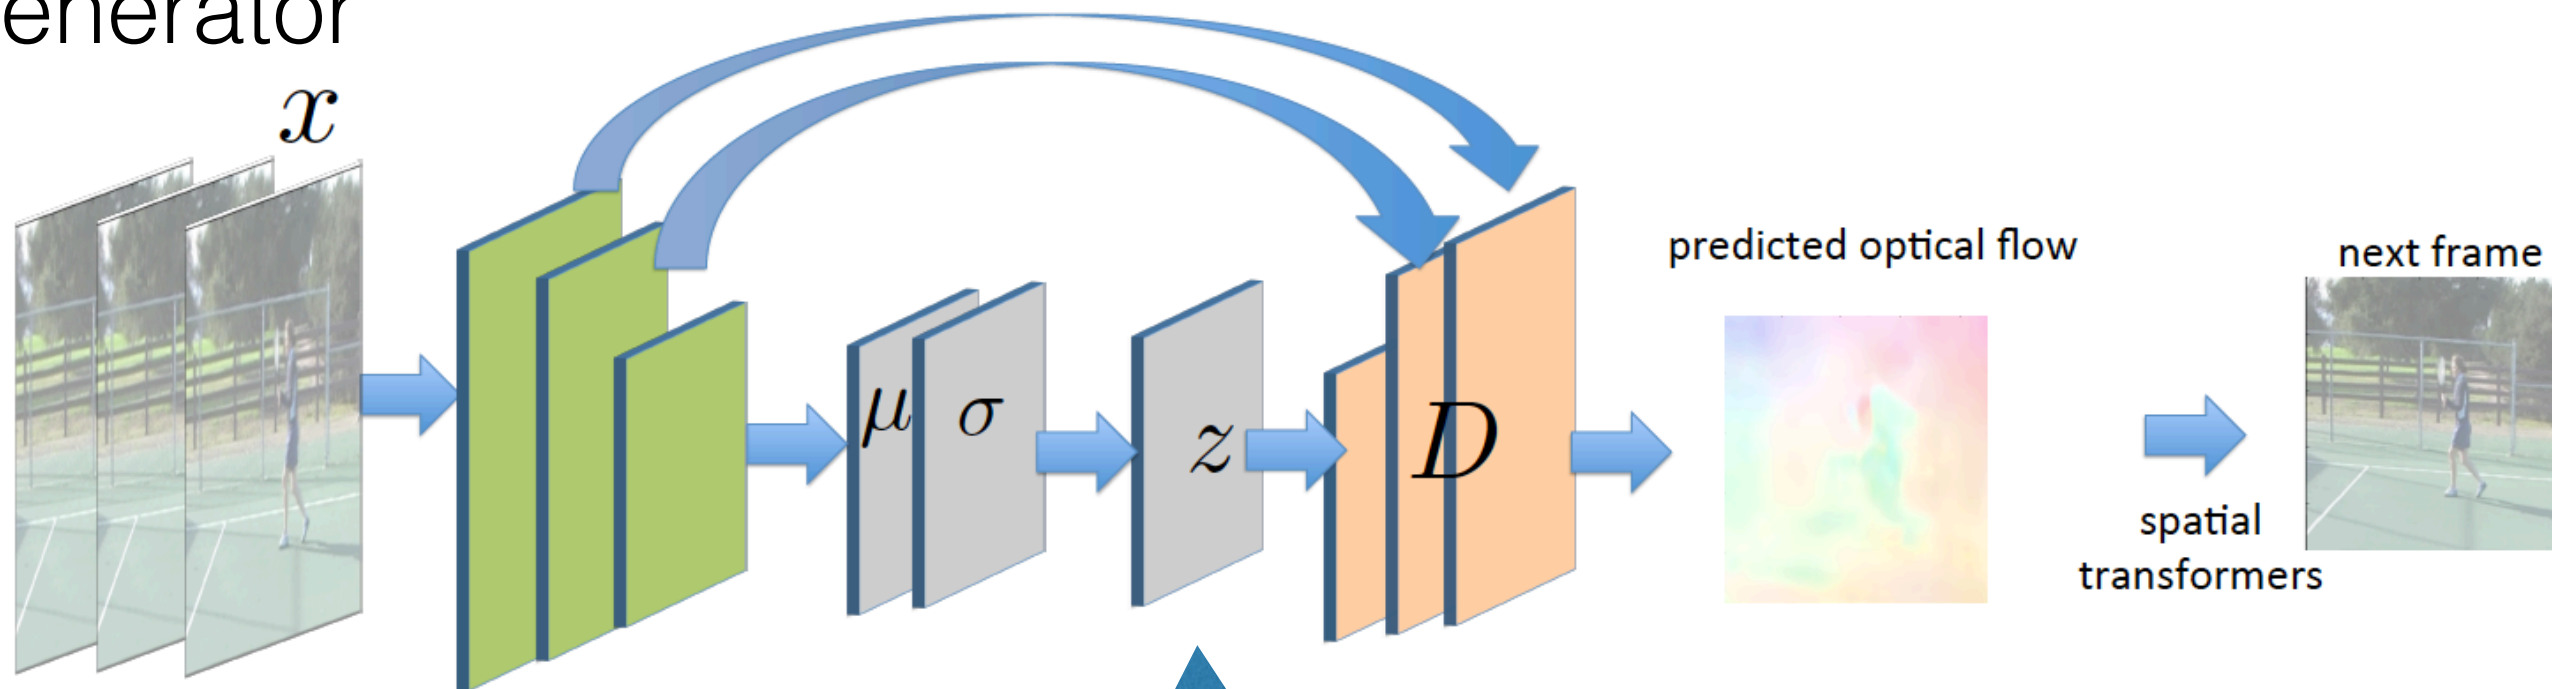 enerator
x
μ
σ
z
D
predicted optical flow
spatial
transformers
next frame